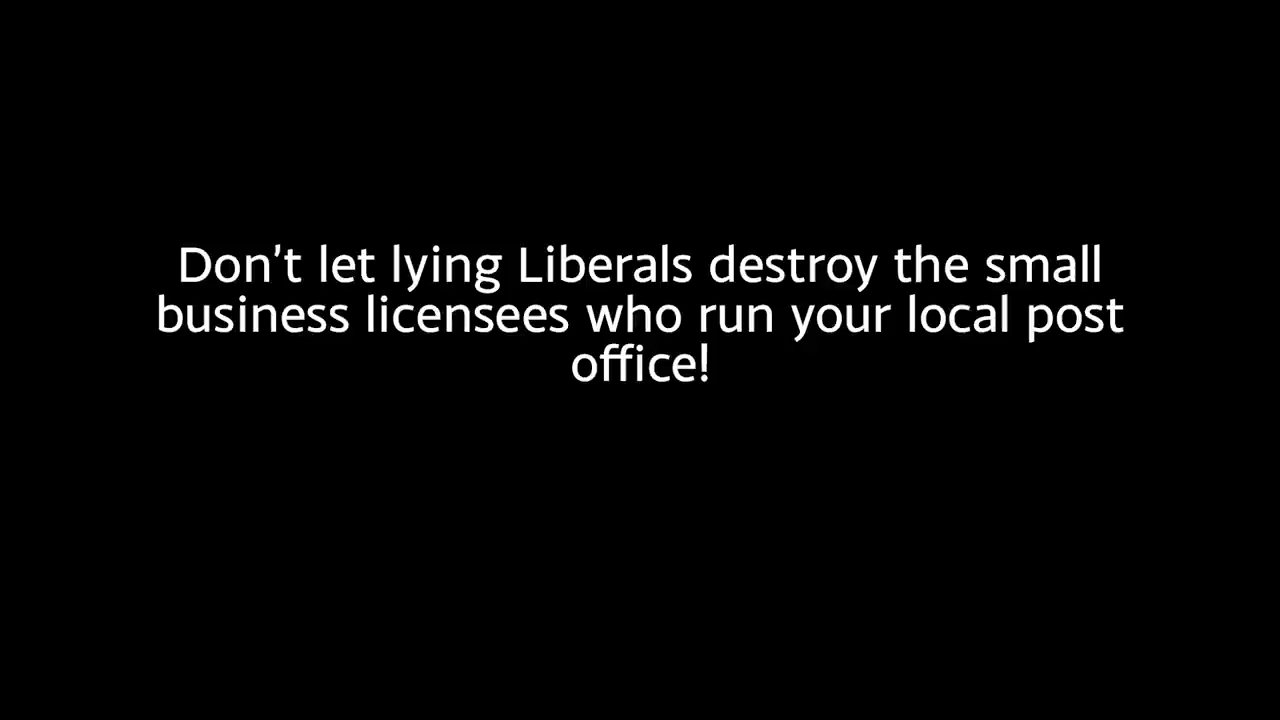 Don't let lying Liberals destroy the small
business licensees who run your local post
office!